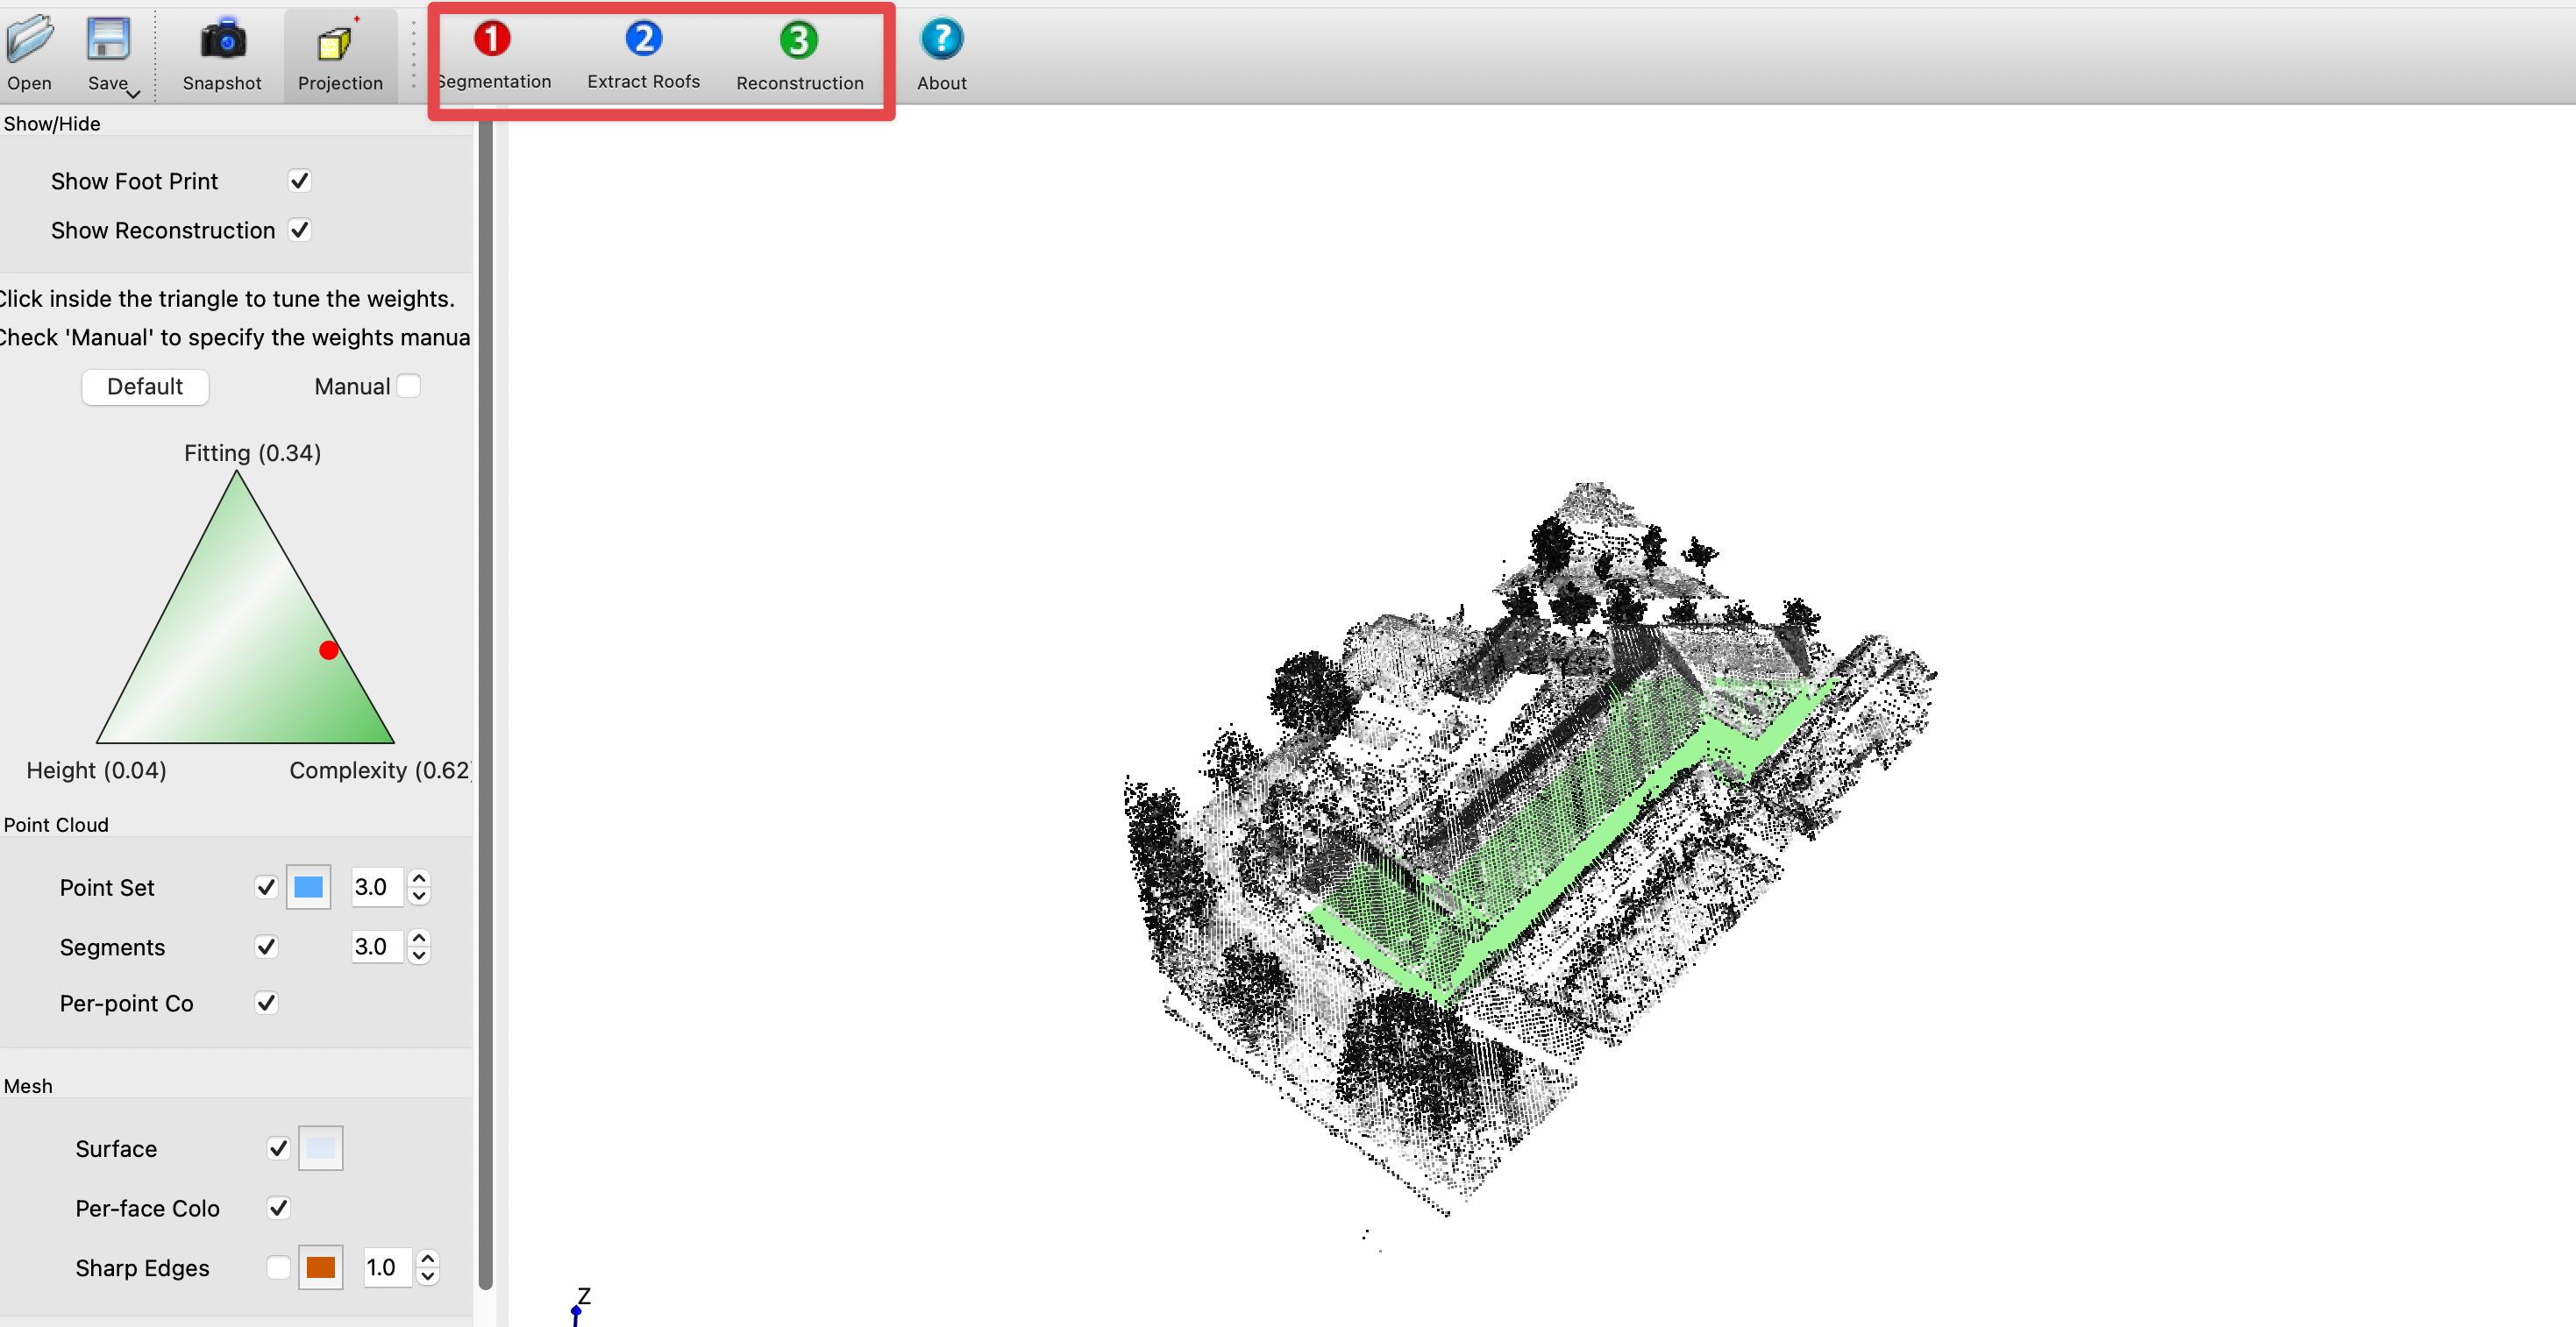 1 2 3 ?
Open Save Snapshot Projection Segmentation Extract Roofs Reconstruction About
Show/Hide
Show Foot Print
Show Reconstruction
Click inside the triangle to tune the weights.
Check 'Manual' to specify the weights manua
Default Manual
Fitting (0.34)
Height (0.04) Complexity (0.62)
Point Cloud
Point Set 3.0
Segments 3.0
Per-point Co
Mesh
Surface
Per-face Colo
Sharp Edges 1.0
Z